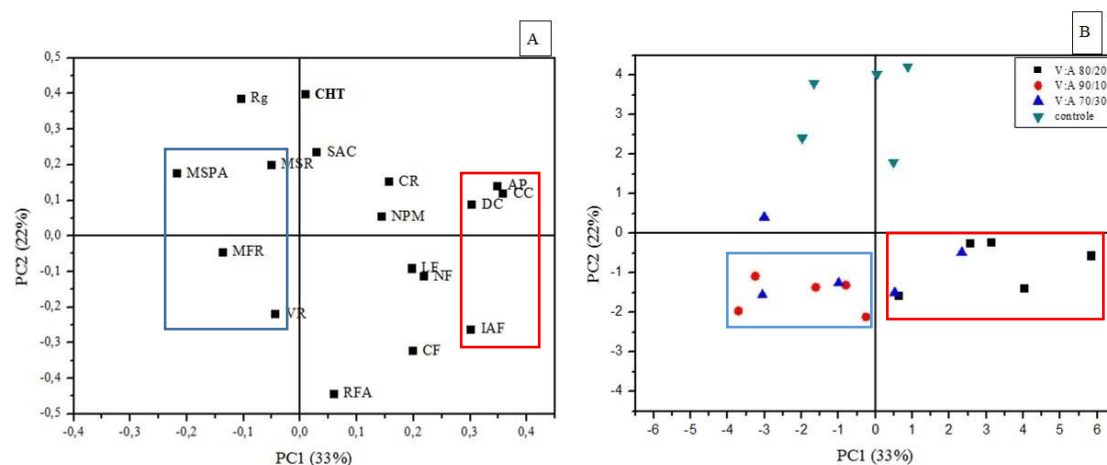 A
0,5
0,4
0,3
0,2
0,1
0,0
-0,1
-0,2
-0,3
-0,4
-0,5
PC2 (22%)
Rg
CHT
SAC
MSR
MSPA
CR
AP
CC
DC
NPM
MFR
LF
NF
VR
IAF
CF
RFA
-0,4
-0,3
-0,2
-0,1
0,0
0,1
0,2
0,3
0,4
PC1 (33%)
B
V:A 80/20
V:A 90/10
V:A 70/30
controle
4
3
2
1
0
-1
-2
-3
-4
PC2 (22%)
-6
-5
-4
-3
-2
-1
0
1
2
3
4
5
6
PC1 (33%)